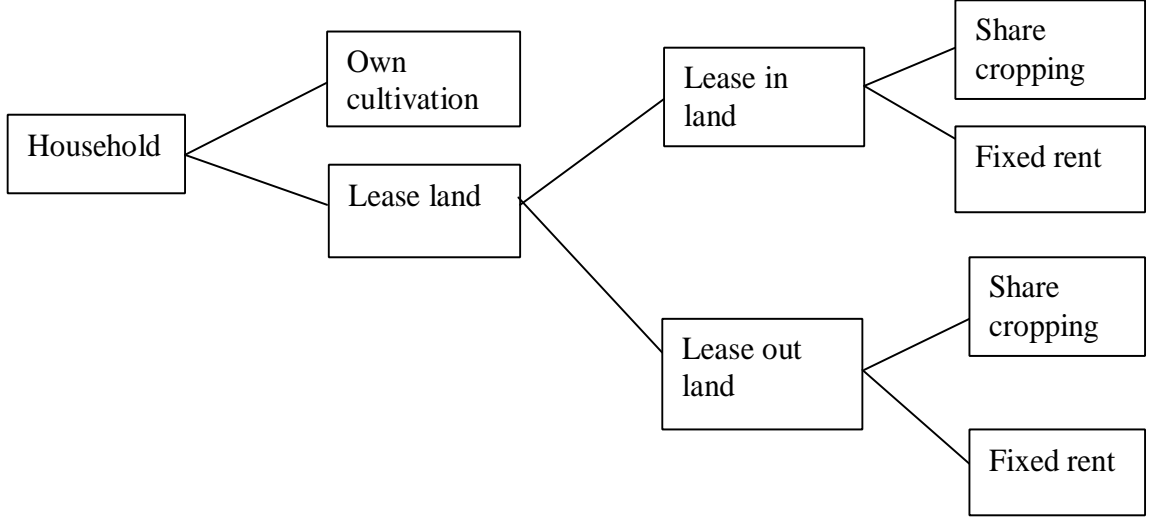 Household
Own
cultivation
Lease land
Lease in
land
Share
cropping
Fixed rent
Lease out
land
Share
cropping
Fixed rent